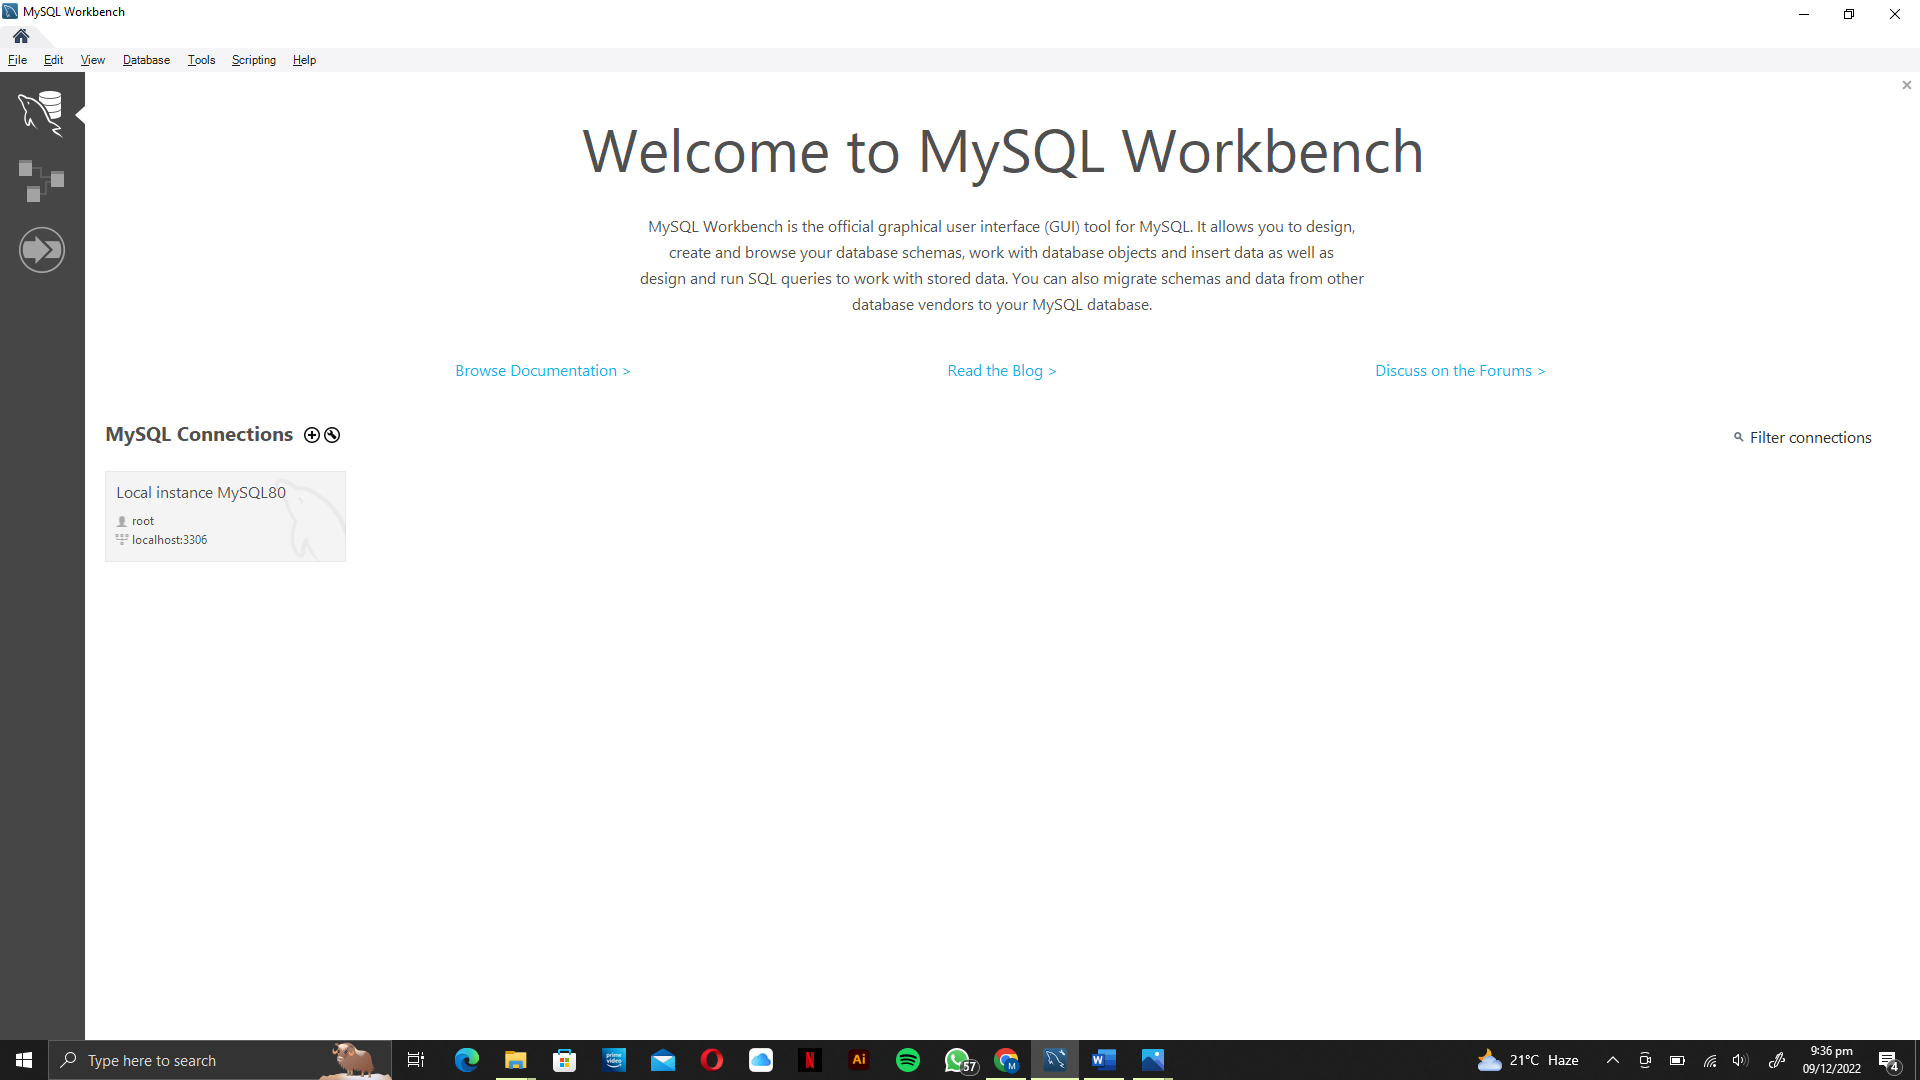 MySQL Workbench
File Edit View Database Tools Scripting Help
Welcome to MySQL Workbench
MySQL Workbench is the official graphical user interface (GUI) tool for MySQL. It allows you to design,
create and browse your database schemas, work with database objects and insert data as well as
design and run SQL queries to work with stored data. You can also migrate schemas and data from other
database vendors to your MySQL database.
Browse Documentation >
Read the Blog >
Discuss on the Forums >
MySQL Connections
Filter connections
Local instance MySQL80
root
localhost:3306
Type here to search
prime video
N
Ai
57
M
W
21°C Haze
9:36 pm
09/12/2022
4